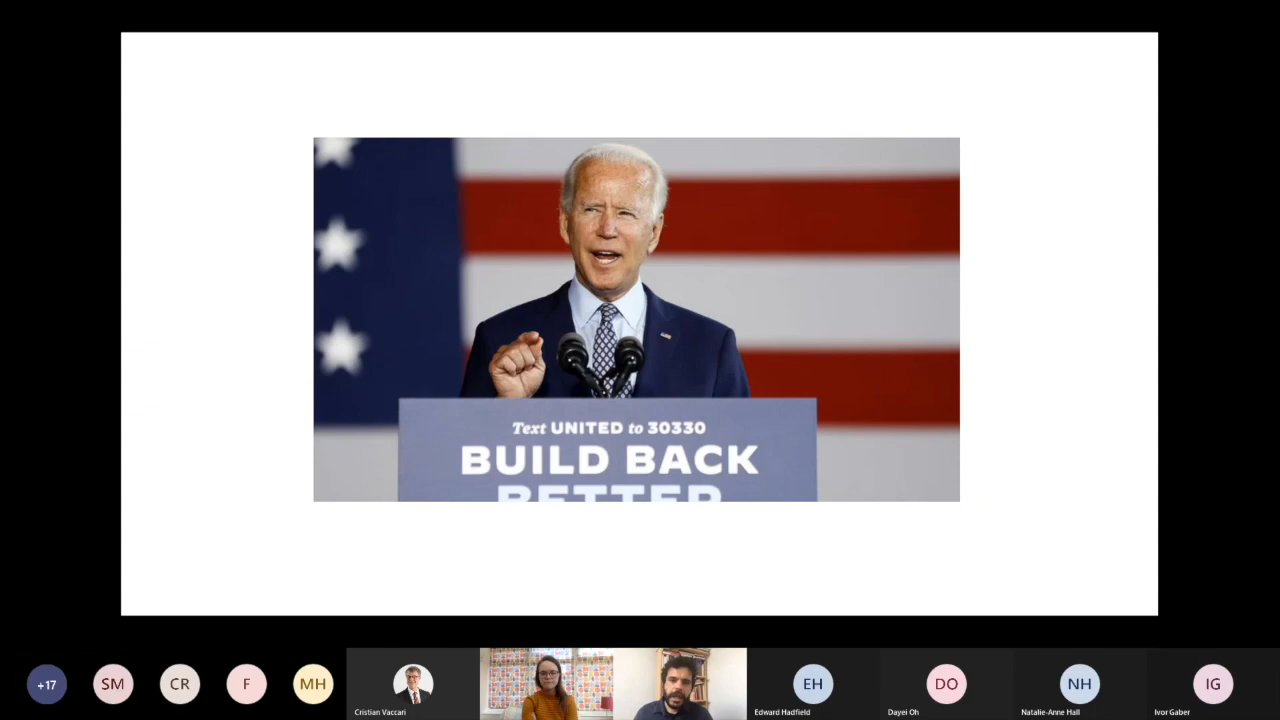 Text UNITED to 30330
BUILD BACK
BETTER
+17
SM
CR
F
MH
Cristian Vaccari
EH
Edward Hadfield
DO
Dayei Oh
NH
Natalie-Anne Hall
IG
Ivor Gaber